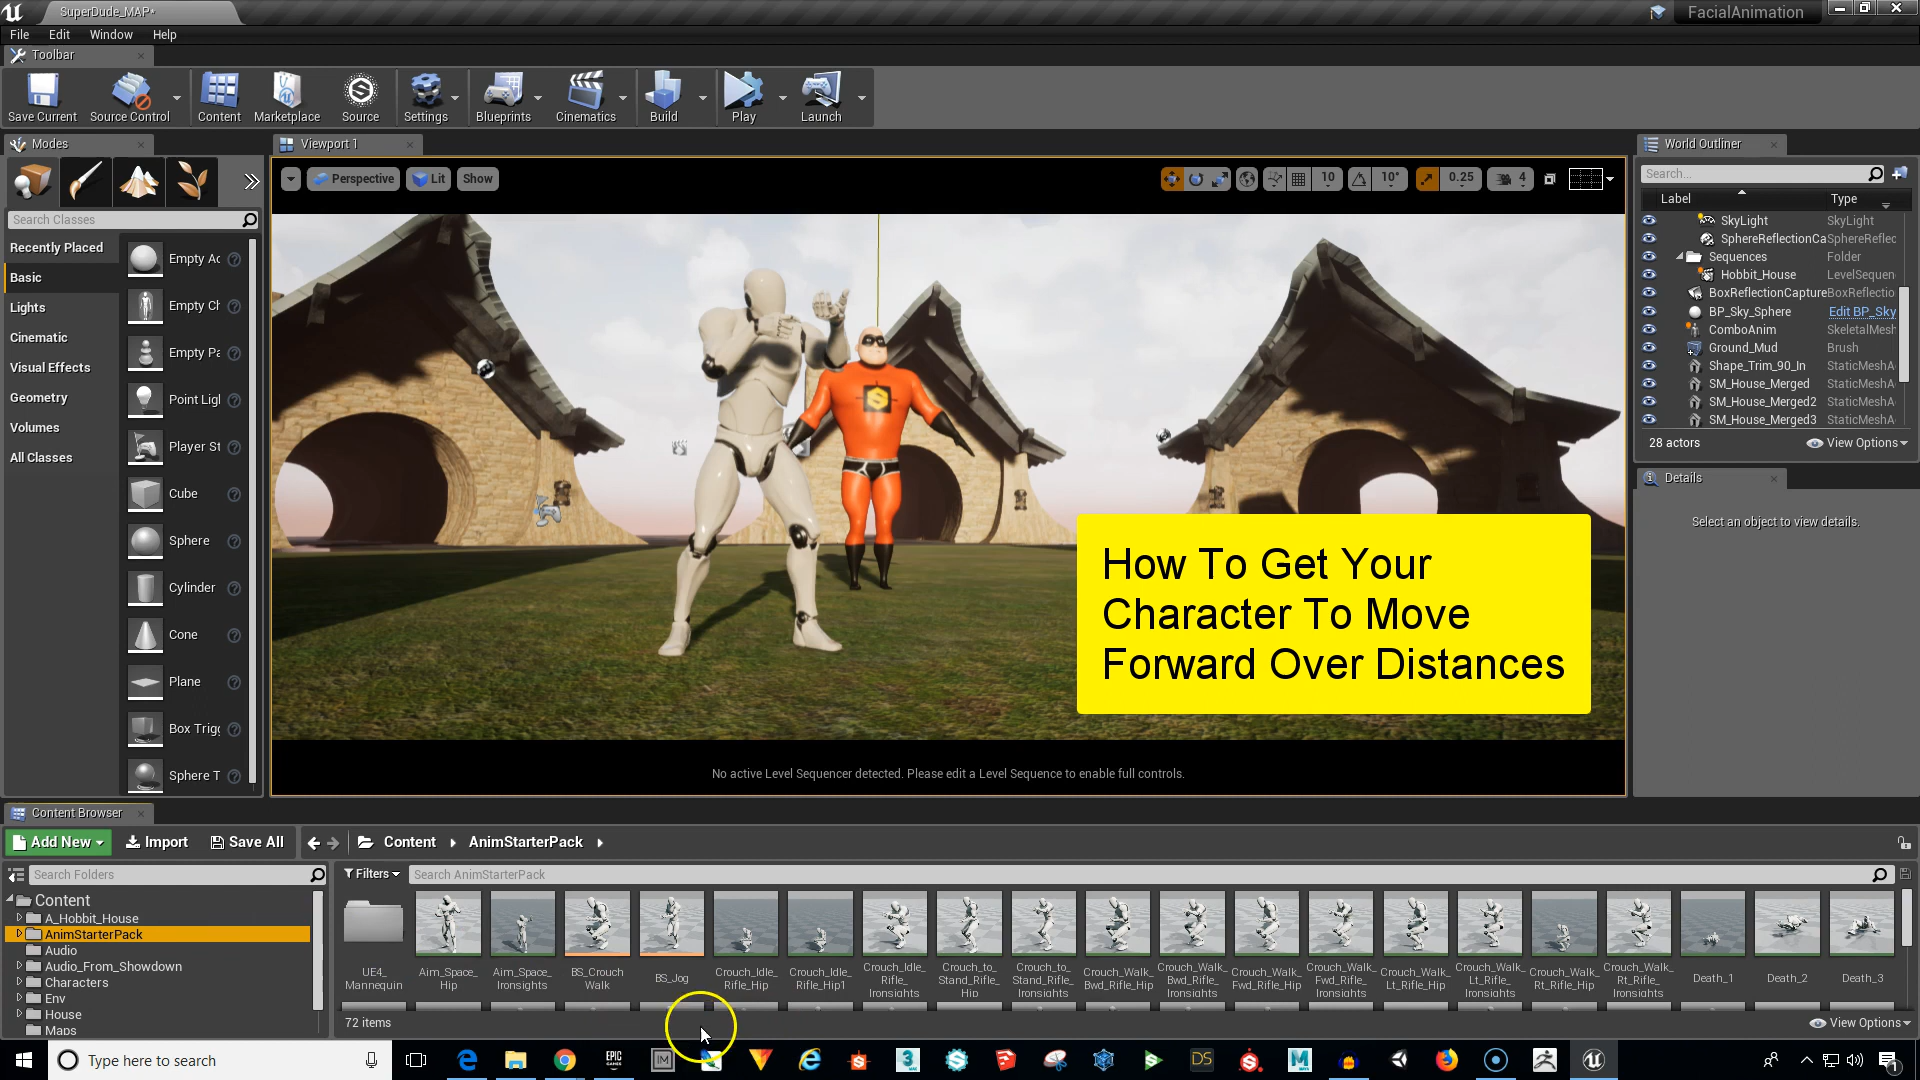 SuperDude_MAP*
FacialAnimation
File Edit Window Help
Toolbar
Save Current Source Control Content Marketplace Source Settings Blueprints Cinematics Build Play Launch
Modes
Viewport 1
World Outliner
Perspective Lit Show
10 10° 0.25 4
Search...
Search Classes
Label Type
Recently Placed
Basic
Lights
Cinematic
Visual Effects
Geometry
Volumes
All Classes
Empty Ac
Empty Ch
Empty Pa
Point Ligl
Player St
Cube
Sphere
Cylinder
Cone
Plane
Box Trigg
Sphere T
SkyLight SkyLight
SphereReflectionCa SphereReflec
Sequences Folder
Hobbit_House LevelSequen
BoxReflectionCapture BoxReflectio
BP_Sky_Sphere Edit BP_Sky
ComboAnim SkeletalMesh
Ground_Mud Brush
Shape_Trim_90_In StaticMeshA
SM_House_Merged StaticMeshA
SM_House_Merged2 StaticMeshA
SM_House_Merged3 StaticMeshA
28 actors View Options
Details
Select an object to view details.
How To Get Your
Character To Move
Forward Over Distances
No active Level Sequencer detected. Please edit a Level Sequence to enable full controls.
Content Browser
Add New Import Save All Content AnimStarterPack
Search Folders
Filters Search AnimStarterPack
Content
A_Hobbit_House
AnimStarterPack
Audio
Audio_From_Showdown
Characters
Env
House
Maps
UE4_
Mannequin
Aim_Space_
Hip
Aim_Space_
Ironsights
BS_Crouch
Walk
BS_Jog
Crouch_Idle_
Rifle_Hip
Crouch_Idle_
Rifle_Hip1
Crouch_Idle_
Rifle_
Ironsights
Crouch_to_
Stand_Rifle_
Hip
Crouch_to_
Stand_Rifle_
Ironsights
Crouch_Walk_
Bwd_Rifle_Hip
Crouch_Walk_
Bwd_Rifle_
Ironsights
Crouch_Walk_
Fwd_Rifle_Hip
Crouch_Walk_
Fwd_Rifle_
Ironsights
Crouch_Walk_
Lt_Rifle_Hip
Crouch_Walk_
Lt_Rifle_
Ironsights
Crouch_Walk_
Rt_Rifle_Hip
Crouch_Walk_
Rt_Rifle_
Ironsights
Death_1
Death_2
Death_3
72 items View Options
Type here to search
EPIC
GAMES
IM
3
DS
M
1